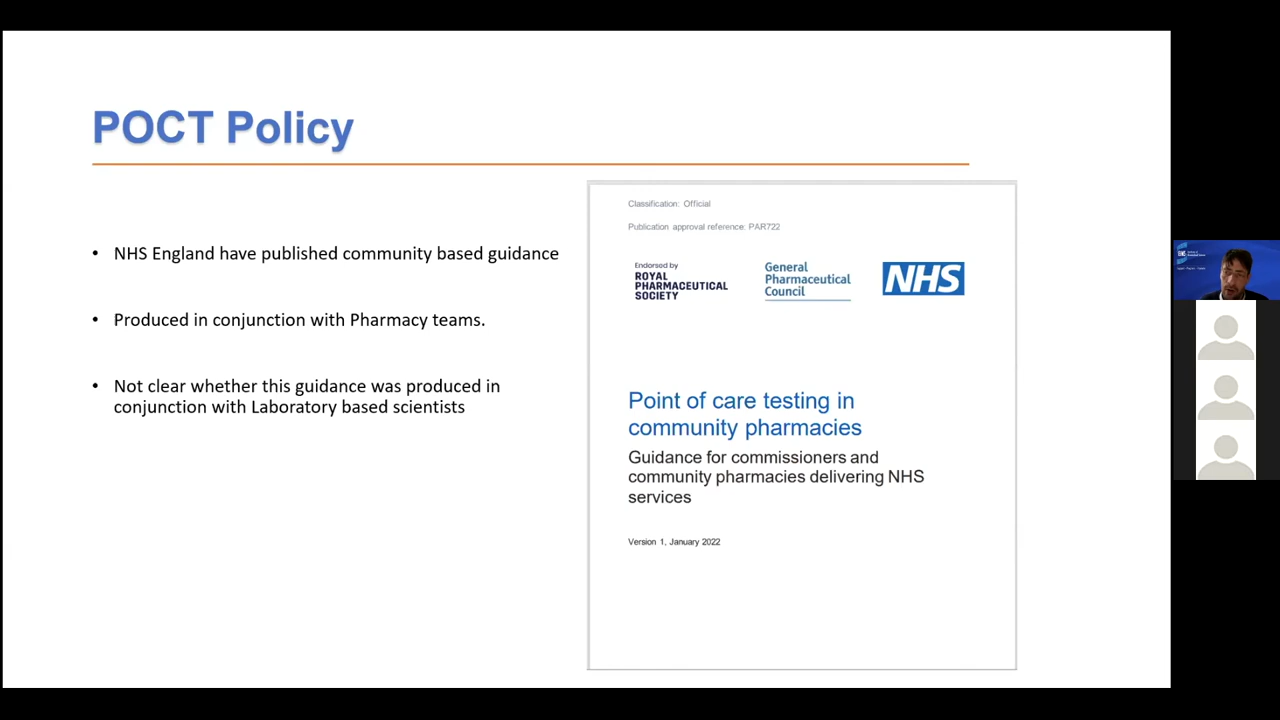 POCT Policy
• NHS England have published community based guidance
• Produced in conjunction with Pharmacy teams.
• Not clear whether this guidance was produced in
conjunction with Laboratory based scientists
Classification: Official
Publication approval reference: PAR722
Endorsed by
ROYAL
PHARMACEUTICAL
SOCIETY
General
Pharmaceutical
Council
NHS
Point of care testing in
community pharmacies
Guidance for commissioners and
community pharmacies delivering NHS
services
Version 1, January 2022